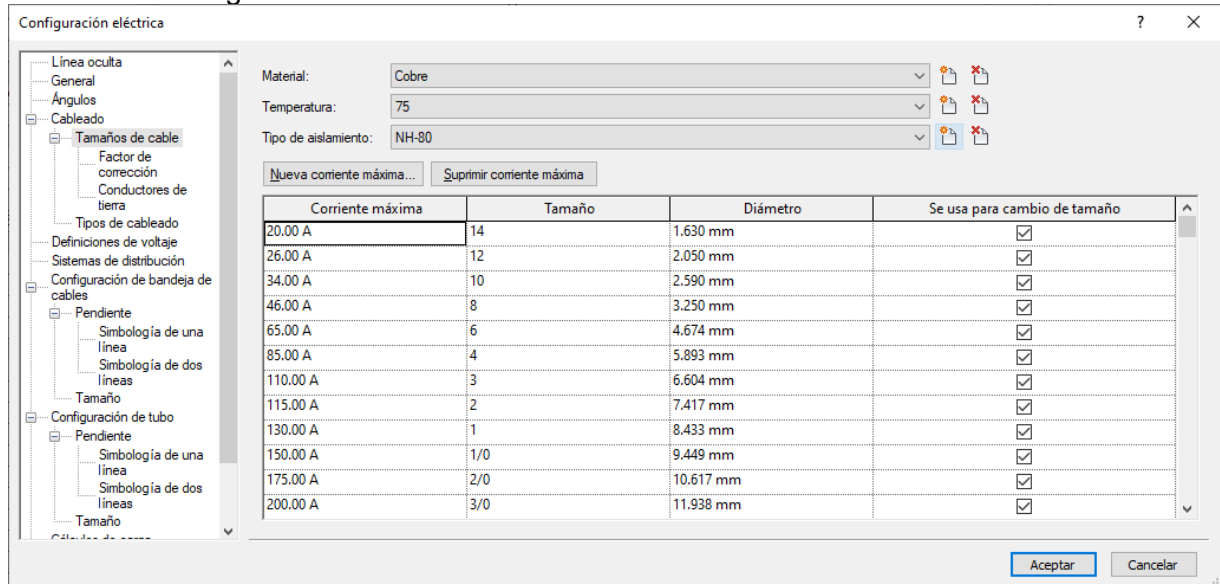 Configuración eléctrica ? ×
Línea oculta
General
Ángulos
Cableado
Tamaños de cable
Factor de
corrección
Conductores de
tierra
Tipos de cableado
Definiciones de voltaje
Sistemas de distribución
Configuración de bandeja de
cables
Pendiente
Simbología de una
línea
Simbología de dos
líneas
Tamaño
Configuración de tubo
Pendiente
Simbología de una
línea
Simbología de dos
líneas
Tamaño
Material: Cobre
Temperatura: 75
Tipo de aislamiento: NH-80
Nueva corriente máxima... Suprimir corriente máxima
Corriente máxima Tamaño Diámetro Se usa para cambio de tamaño
20.00 A 14 1.630 mm
26.00 A 12 2.050 mm
34.00 A 10 2.590 mm
46.00 A 8 3.250 mm
65.00 A 6 4.674 mm
85.00 A 4 5.893 mm
110.00 A 3 6.604 mm
115.00 A 2 7.417 mm
130.00 A 1 8.433 mm
150.00 A 1/0 9.449 mm
175.00 A 2/0 10.617 mm
200.00 A 3/0 11.938 mm
Aceptar Cancelar